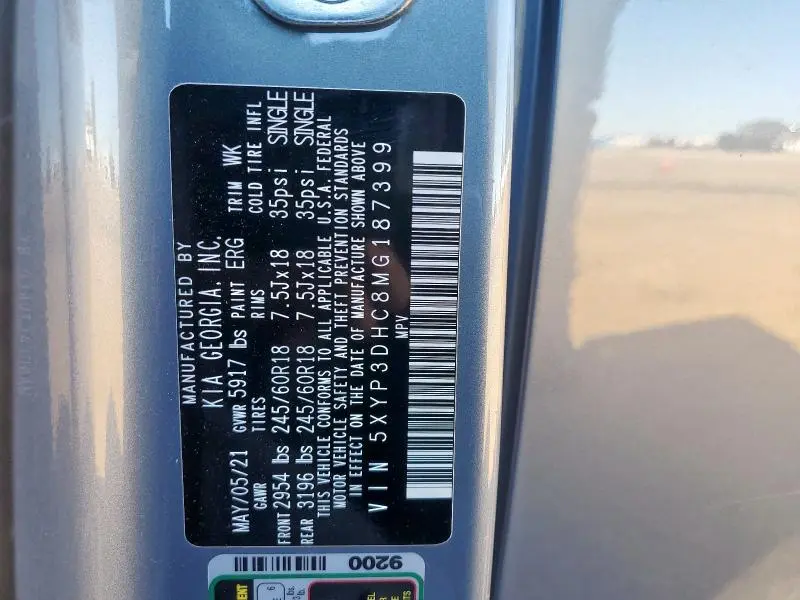 MANUFACTURED BY
KIA GEORGIA, INC.
MAY/05/21 GVWR 5917 lbs PAINT ERG TRIM WK
GAWR TIRES RIMS COLD TIRE INFL
FRONT 2954 lbs 245/60R18 7.5Jx18 35psi SINGLE
REAR 3196 lbs 245/60R18 7.5Jx18 35psi SINGLE
THIS VEHICLE CONFORMS TO ALL APPLICABLE U.S.A. FEDERAL
MOTOR VEHICLE SAFETY AND THEFT PREVENTION STANDARDS
IN EFFECT ON THE DATE OF MANUFACTURE SHOWN ABOVE
VIN 5XYP3DHC8MG187399
MPV
9200